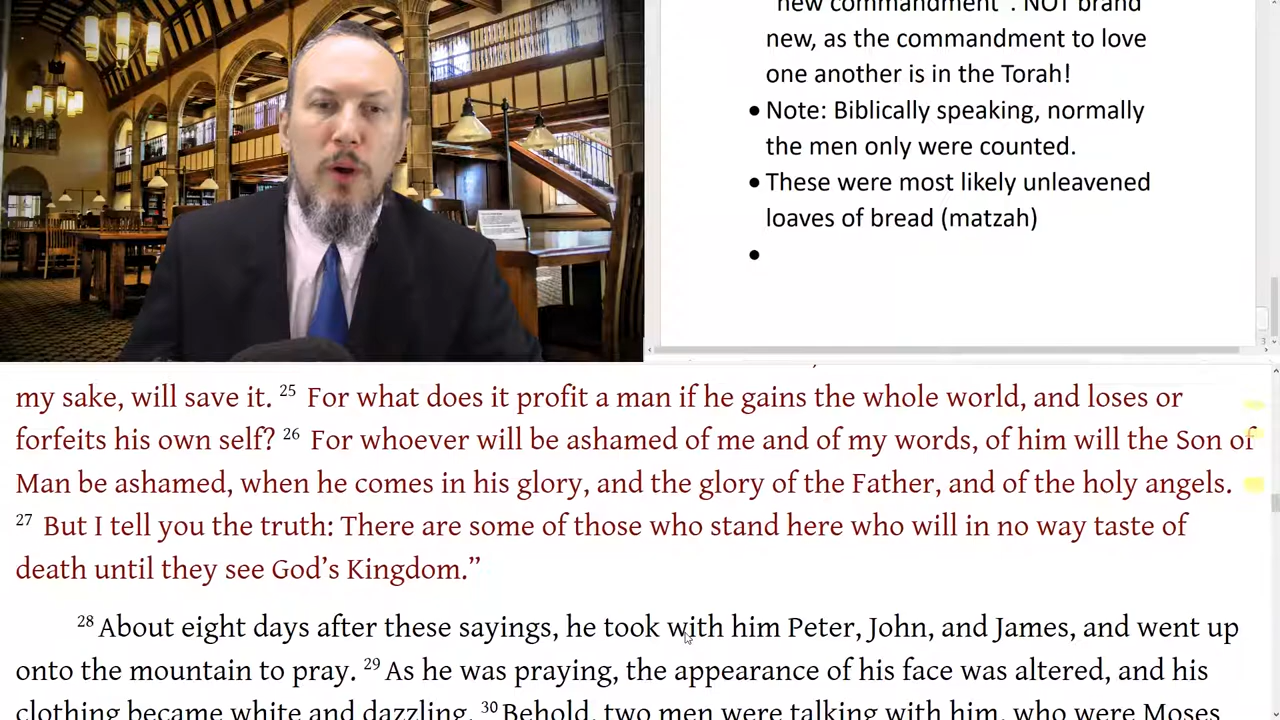 "new commandment". NOT brand
new, as the commandment to love
one another is in the Torah!
• Note: Biblically speaking, normally
the men only were counted.
• These were most likely unleavened
loaves of bread (matzah)
•
3
my sake, will save it. 25 For what does it profit a man if he gains the whole world, and loses or
forfeits his own self? 26 For whoever will be ashamed of me and of my words, of him will the Son of
Man be ashamed, when he comes in his glory, and the glory of the Father, and of the holy angels.
27 But I tell you the truth: There are some of those who stand here who will in no way taste of
death until they see God’s Kingdom.”
28 About eight days after these sayings, he took with him Peter, John, and James, and went up
onto the mountain to pray. 29 As he was praying, the appearance of his face was altered, and his
clothing became white and dazzling. 30 Behold, two men were talking with him, who were Moses